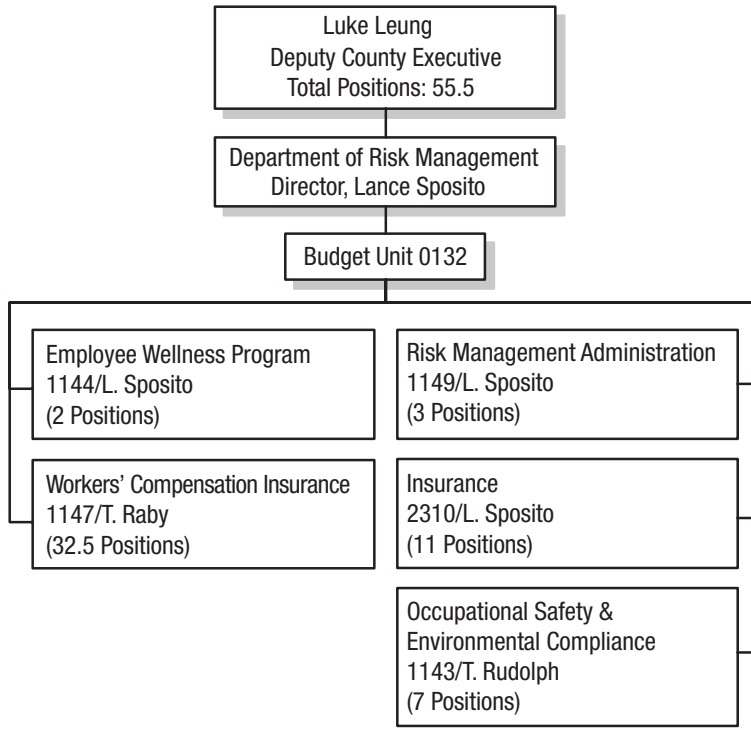 Luke Leung
Deputy County Executive
Total Positions: 55.5
Department of Risk Management
Director, Lance Sposito
Budget Unit 0132
Employee Wellness Program
1144/L. Sposito
(2 Positions)
Workers’ Compensation Insurance
1147/T. Raby
(32.5 Positions)
Risk Management Administration
1149/L. Sposito
(3 Positions)
Insurance
2310/L. Sposito
(11 Positions)
Occupational Safety &
Environmental Compliance
1143/T. Rudolph
(7 Positions)